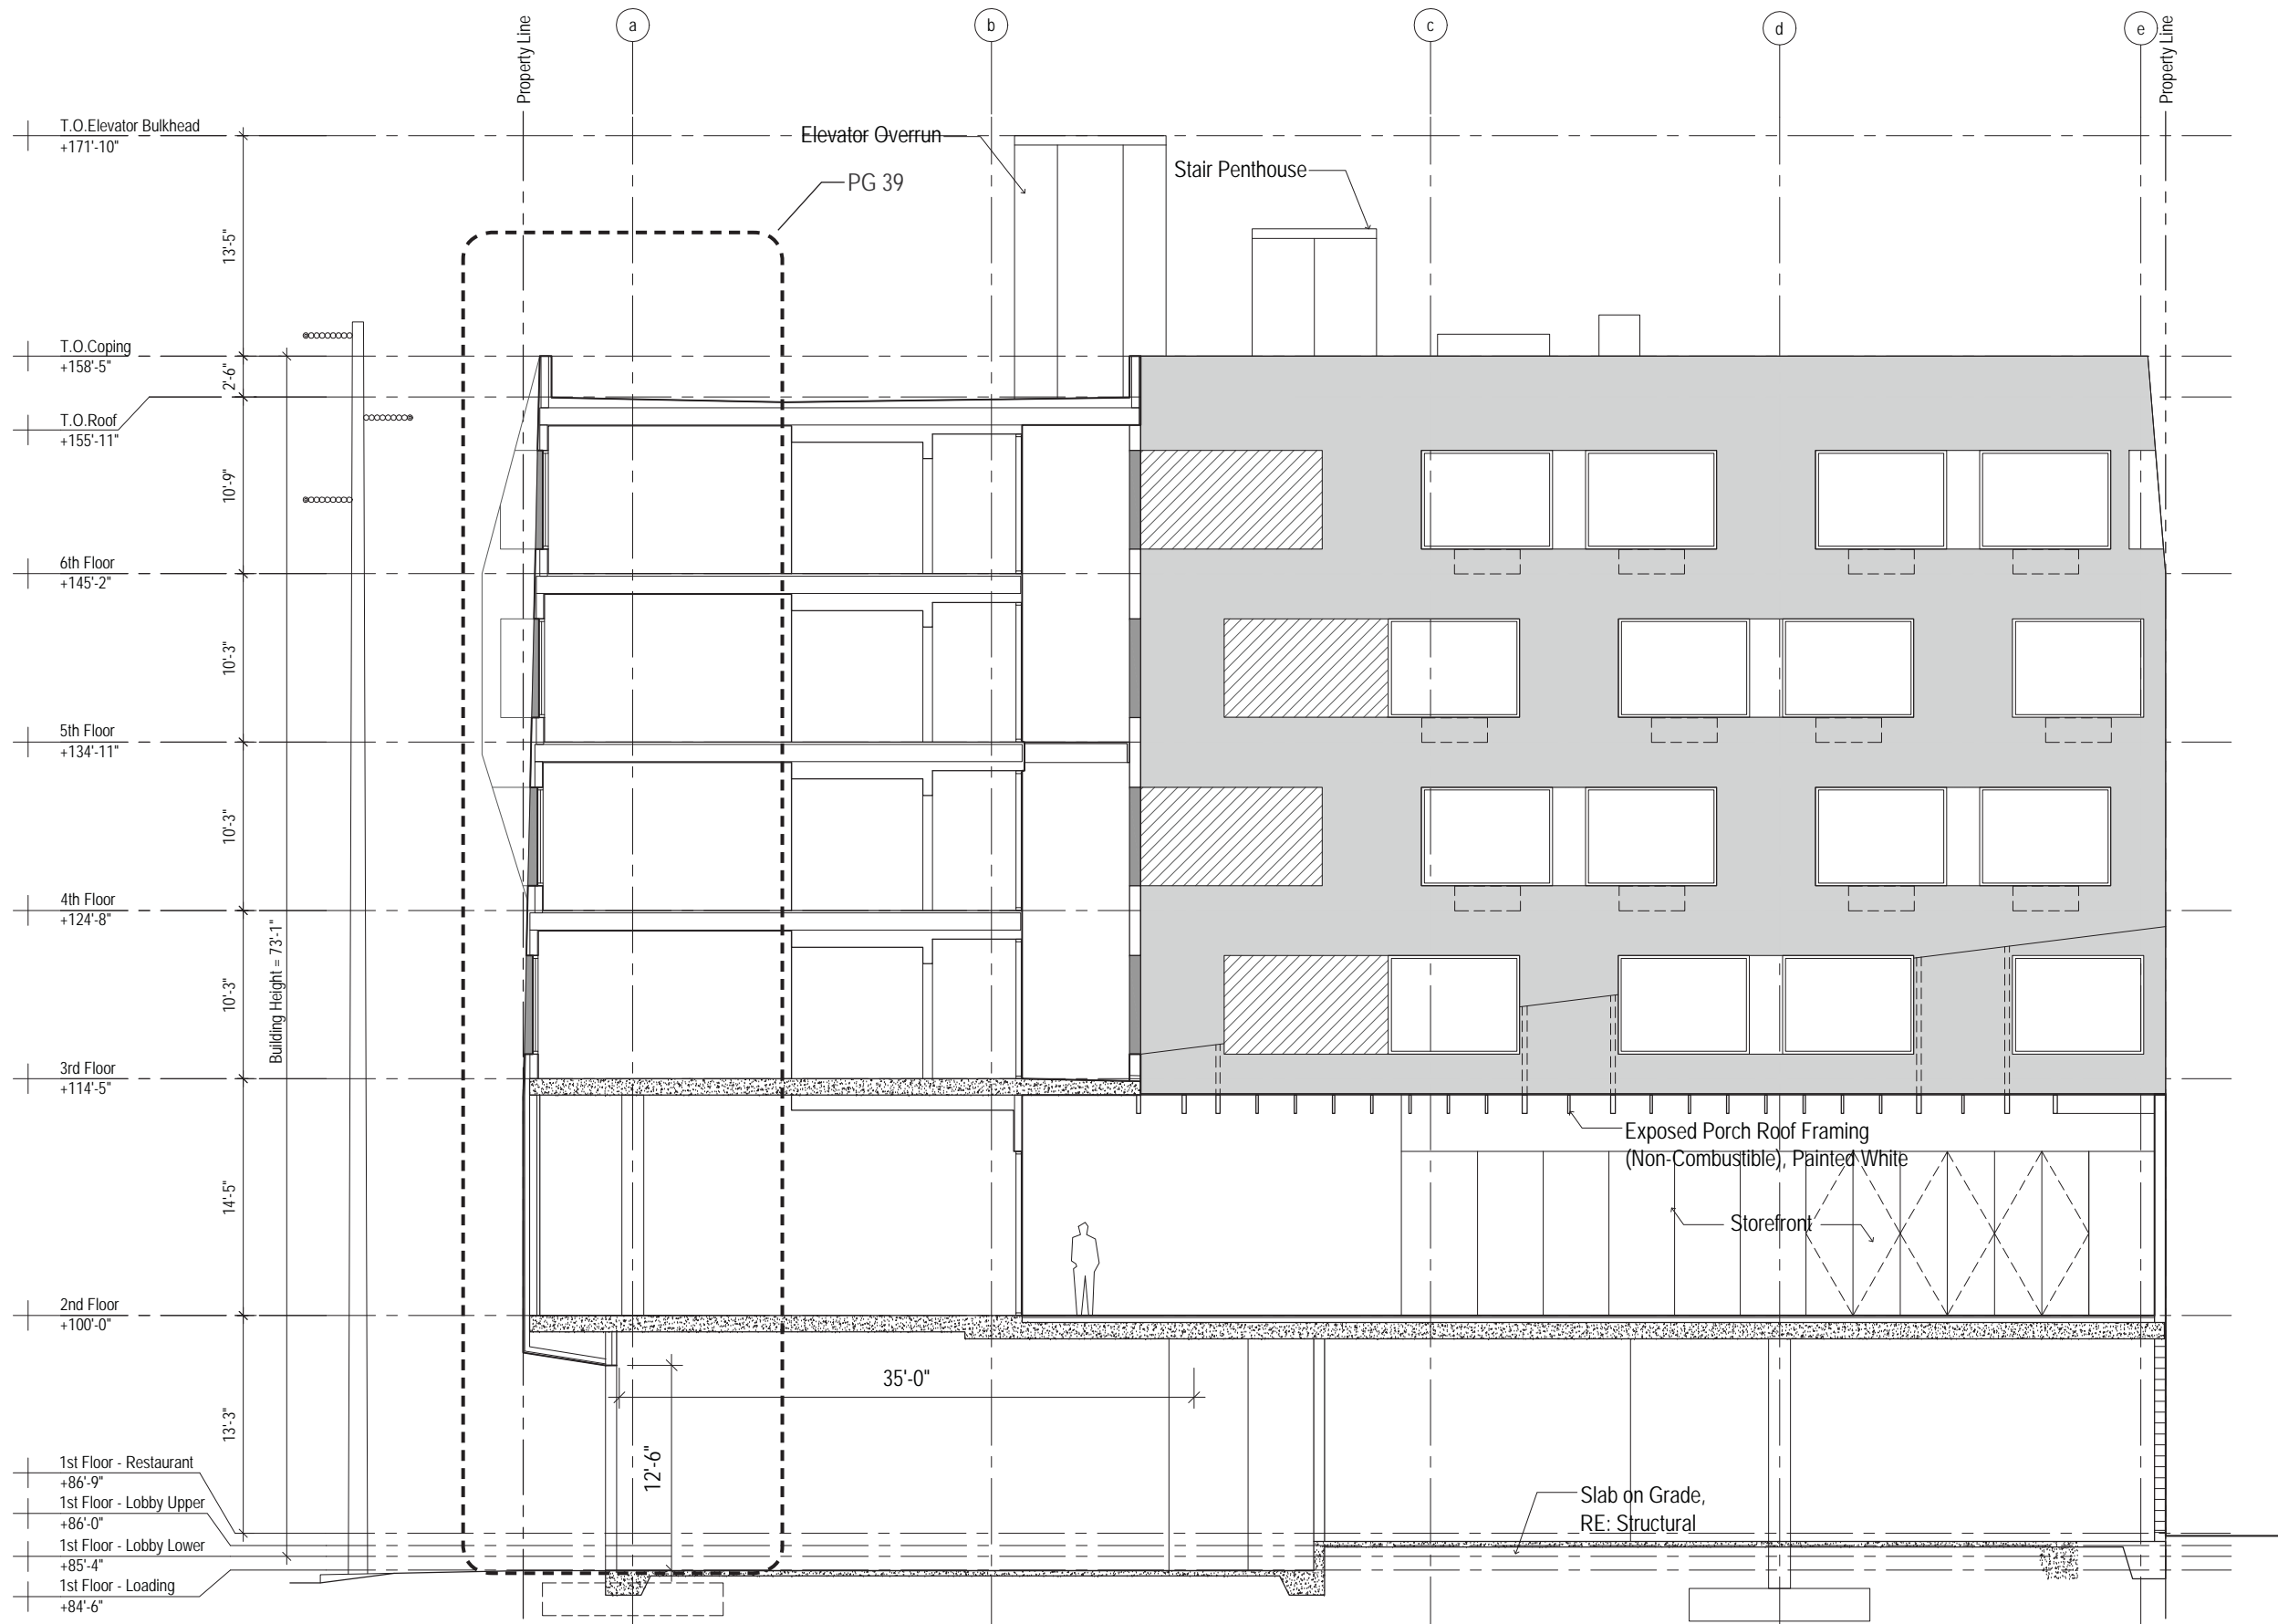 a
b
c
d
e
Property Line
Property Line
T.O.Elevator Bulkhead
+171'-10"
Elevator Overrun
Stair Penthouse
PG 39
13'-5"
T.O.Coping
+158'-5"
2'-6"
T.O.Roof
+155'-11"
10'-9"
6th Floor
+145'-2"
10'-3"
5th Floor
+134'-11"
10'-3"
4th Floor
+124'-8"
Building Height = 73'-1"
10'-3"
3rd Floor
+114'-5"
Exposed Porch Roof Framing
(Non-Combustible), Painted White
14'-5"
Storefront
2nd Floor
+100'-0"
35'-0"
13'-3"
12'-6"
1st Floor - Restaurant
+86'-9"
1st Floor - Lobby Upper
+86'-0"
1st Floor - Lobby Lower
+85'-4"
1st Floor - Loading
+84'-6"
Slab on Grade,
RE: Structural